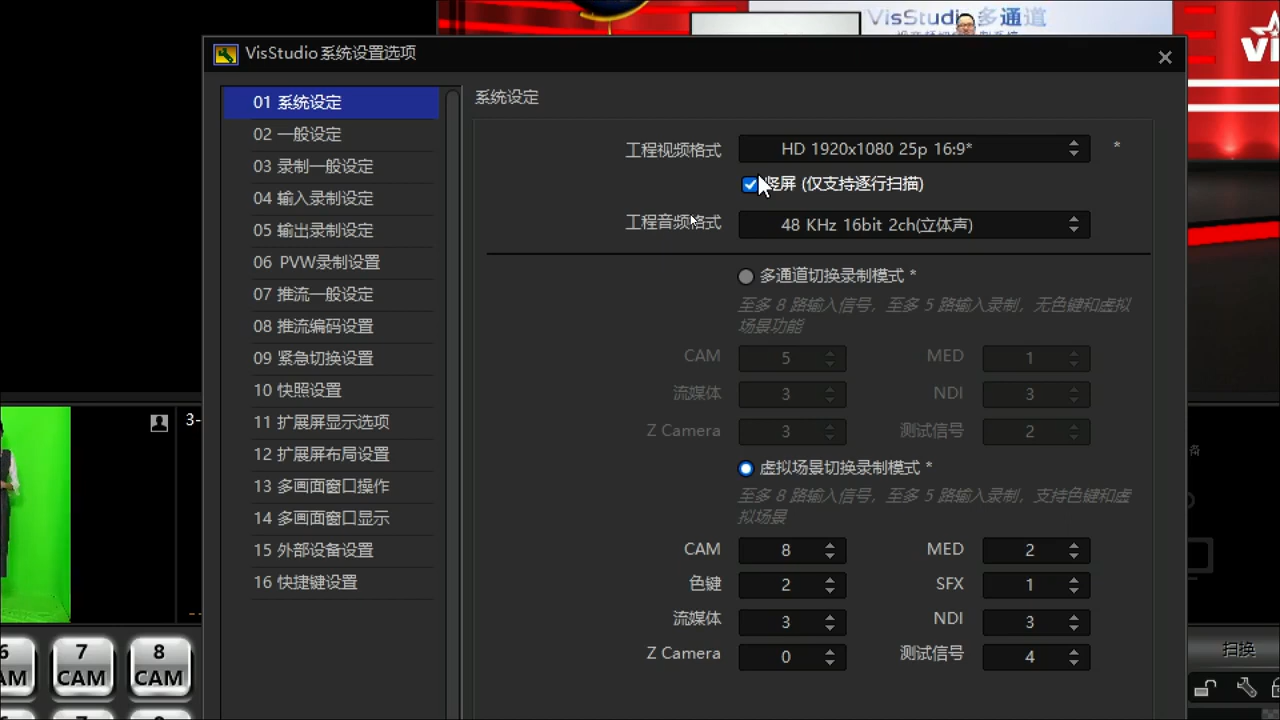 VisStudio 多通道
VisStudio系统设置选项
01 系统设定
02 一般设定
03 录制一般设定
04 输入录制设定
05 输出录制设定
06 PVW录制设置
07 推流一般设定
08 推流编码设置
09 紧急切换设置
10 快照设置
11 扩展屏显示选项
12 扩展屏布局设置
13 多画面窗口操作
14 多画面窗口显示
15 外部设备设置
16 快捷键设置
系统设定
工程视频格式 HD 1920x1080 25p 16:9* *
竖屏 (仅支持逐行扫描)
工程音频格式 48 KHz 16bit 2ch(立体声)
多通道切换录制模式 *
至多 8 路输入信号，至多 5 路输入录制，无色键和虚拟
场景功能
CAM 5 MED 1
流媒体 3 NDI 3
Z Camera 3 测试信号 2
虚拟场景切换录制模式 *
至多 8 路输入信号，至多 5 路输入录制，支持色键和虚
拟场景
CAM 8 MED 2
色键 2 SFX 1
流媒体 3 NDI 3
Z Camera 0 测试信号 4
3-
6 7 8
AM CAM CAM
扫换